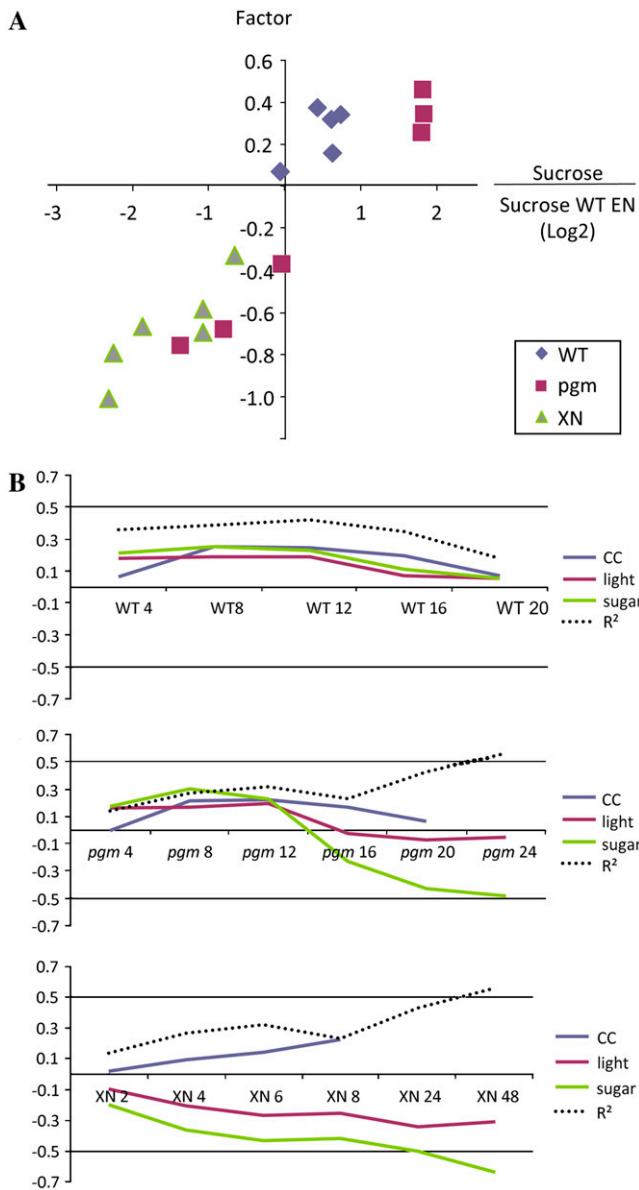 A
Factor
0.6
0.4
0.2
Sucrose
-3 -2 -1 1 2
Sucrose WT EN
(Log2)
-0.2
-0.4
-0.6
-0.8
-1.0
WT
pgm
XN
B
0.7
0.5
0.3
0.1
-0.1
-0.3
-0.5
-0.7
WT 4 WT8 WT 12 WT 16 WT 20
CC
light
sugar
R²
0.7
0.5
0.3
0.1
-0.1
-0.3
-0.5
-0.7
pgm 4 pgm 8 pgm 12 pgm 16 pgm 20 pgm 24
CC
light
sugar
R²
0.7
0.5
0.3
0.1
-0.1
-0.3
-0.5
-0.7
XN 2 XN 4 XN 6 XN 8 XN 24 XN 48
CC
light
sugar
R²